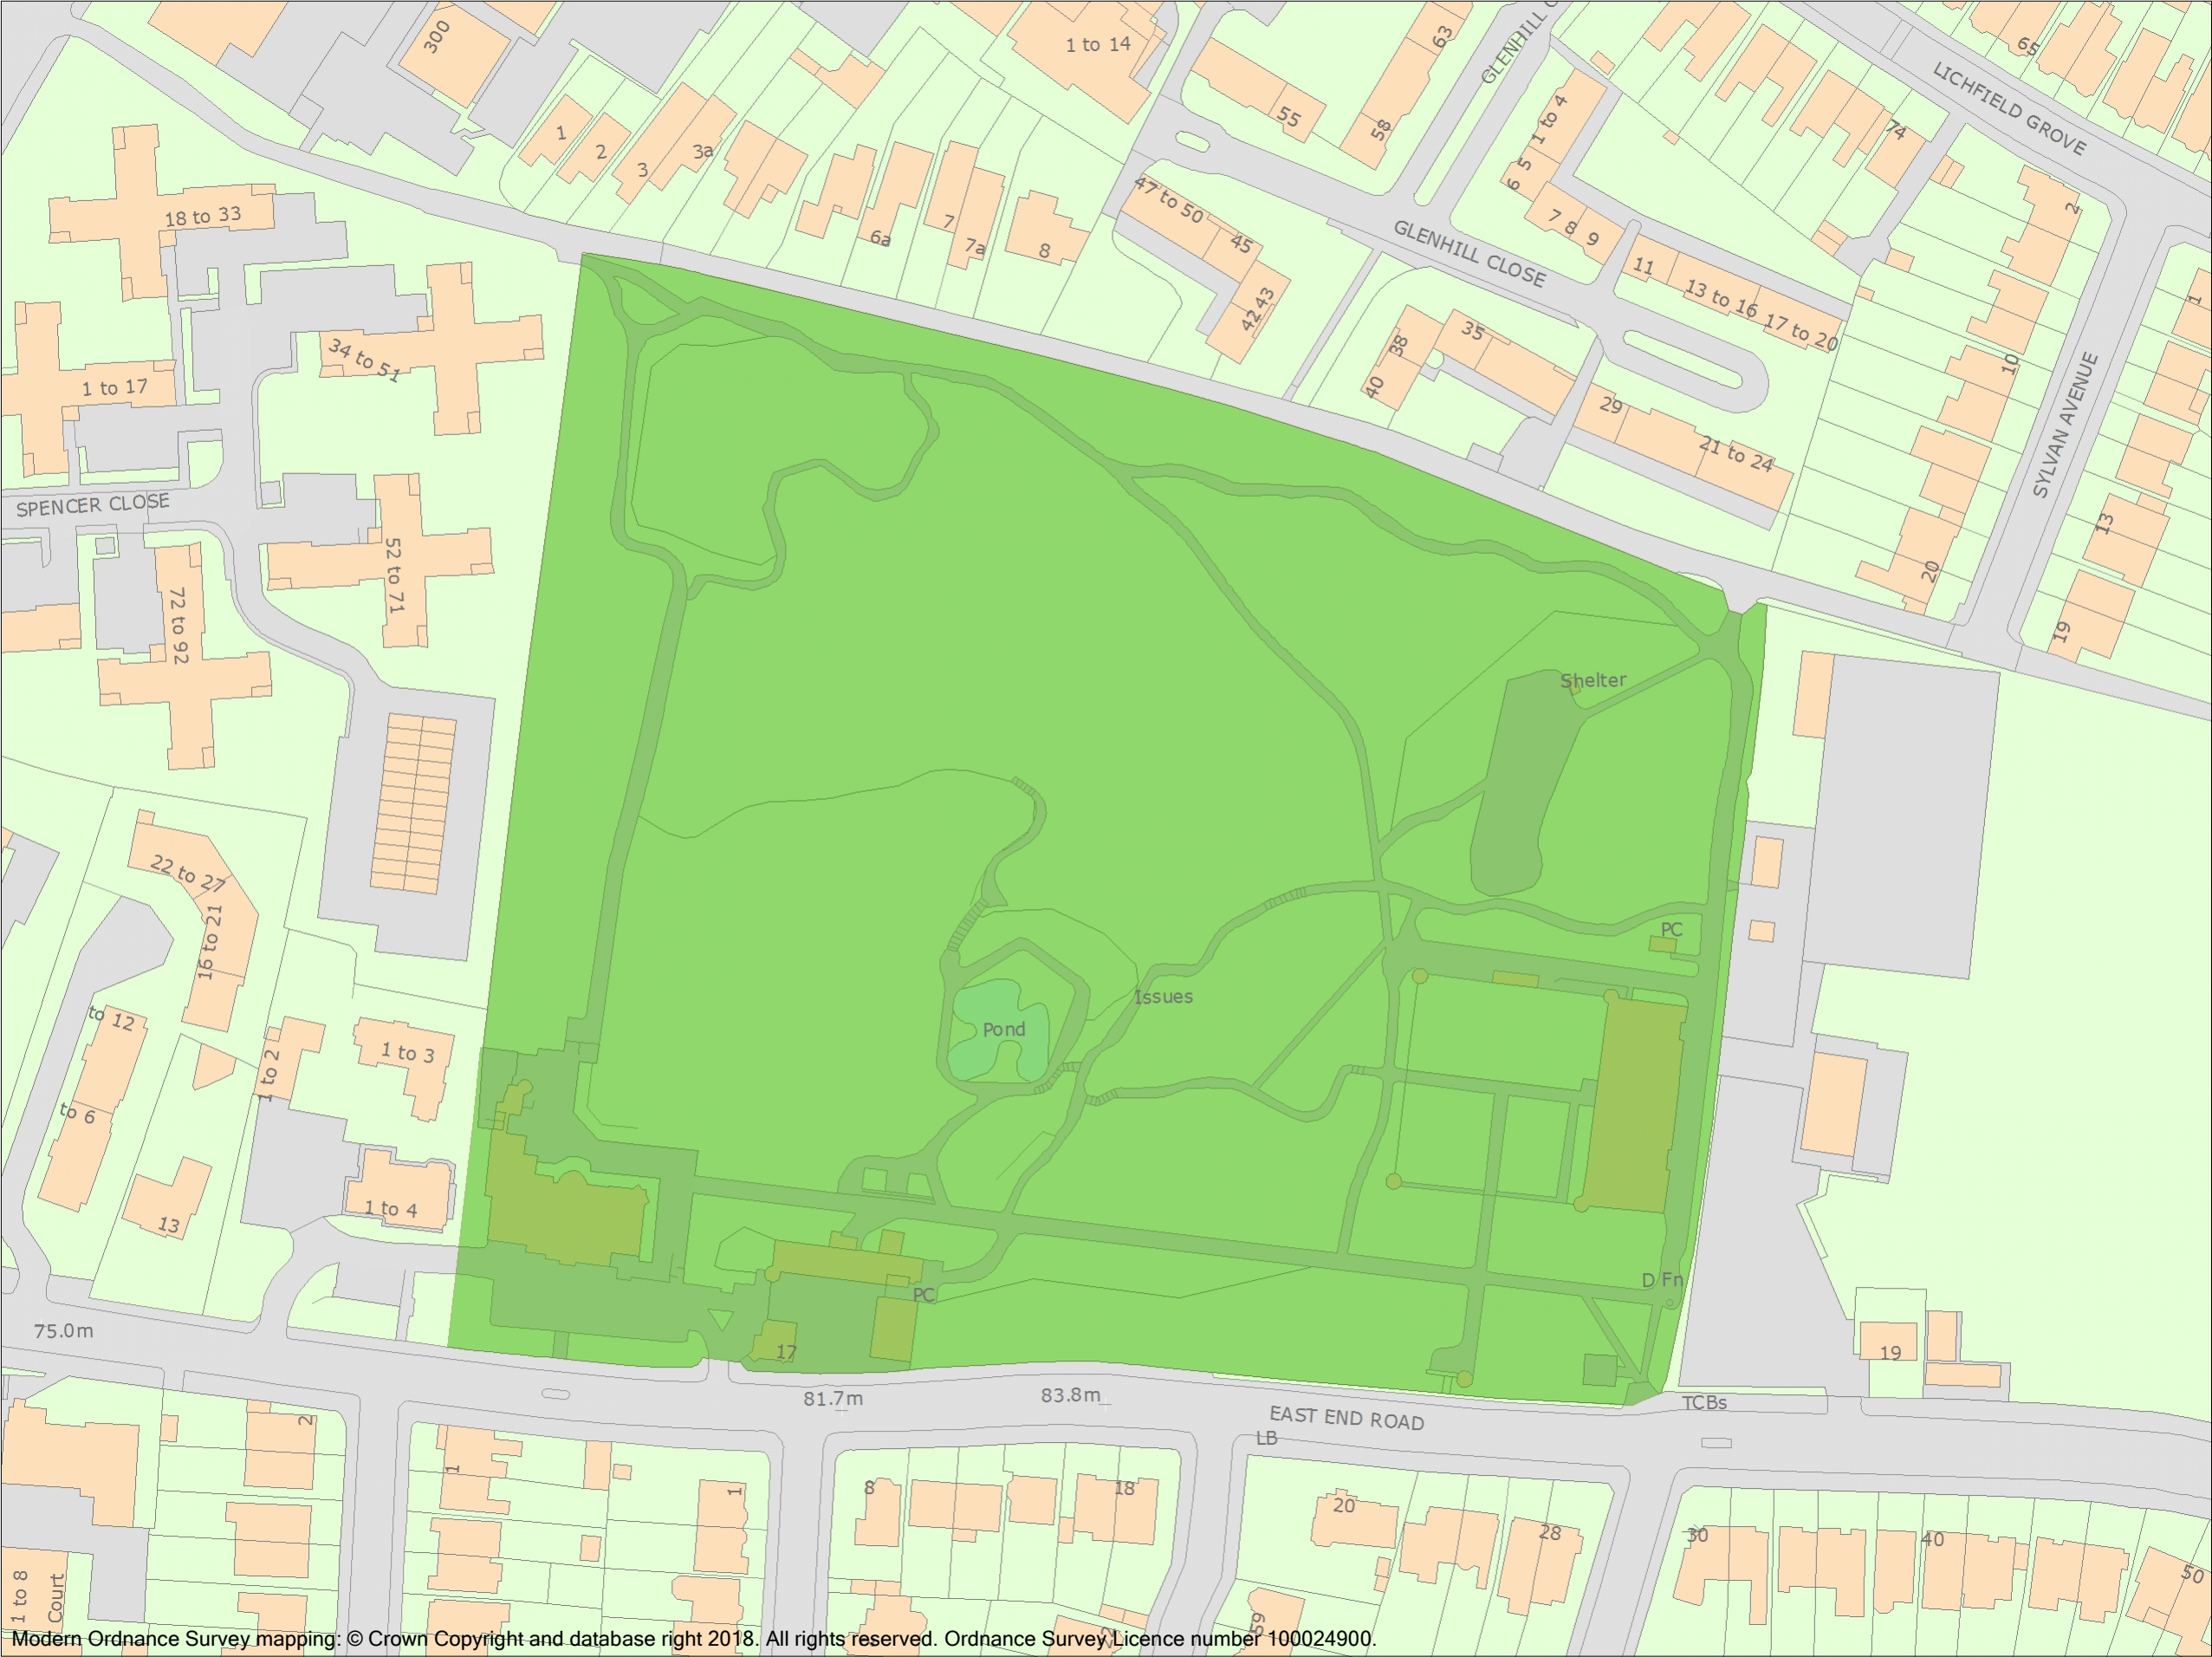 300
1 to 14
63
GLENHILL C
65
LICHFIELD GROVE
55
58
1 to 4
5
6
74
1
2
3
3a
47 to 50
45
7 8 9
2
18 to 33
6a
7
7a
8
GLENHILL CLOSE
11
13 to 16
17 to 20
1
42
43
34 to 51
38
35
40
10
1 to 17
29
21 to 24
SYLVAN AVENUE
SPENCER CLOSE
13
52 to 71
20
72 to 92
19
Shelter
22 to 27
16 to 21
PC
Issues
to 12
Pond
1 to 2
1 to 3
to 6
13
1 to 4
D Fn
PC
75.0m
17
19
81.7m
83.8m
EAST END ROAD
TCBs
LB
2
1
1
8
18
20
28
30
40
50
1 to 8
Court
59
22
Modern Ordnance Survey mapping: © Crown Copyright and database right 2018. All rights reserved. Ordnance Survey Licence number 100024900.